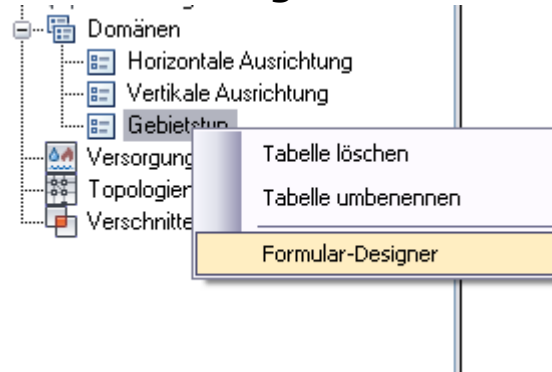 Domänen
Horizontale Ausrichtung
Vertikale Ausrichtung
Gebietstyp
Versorgung
Tabelle löschen
Topologien
Tabelle umbenennen
Verschnitte
Formular-Designer